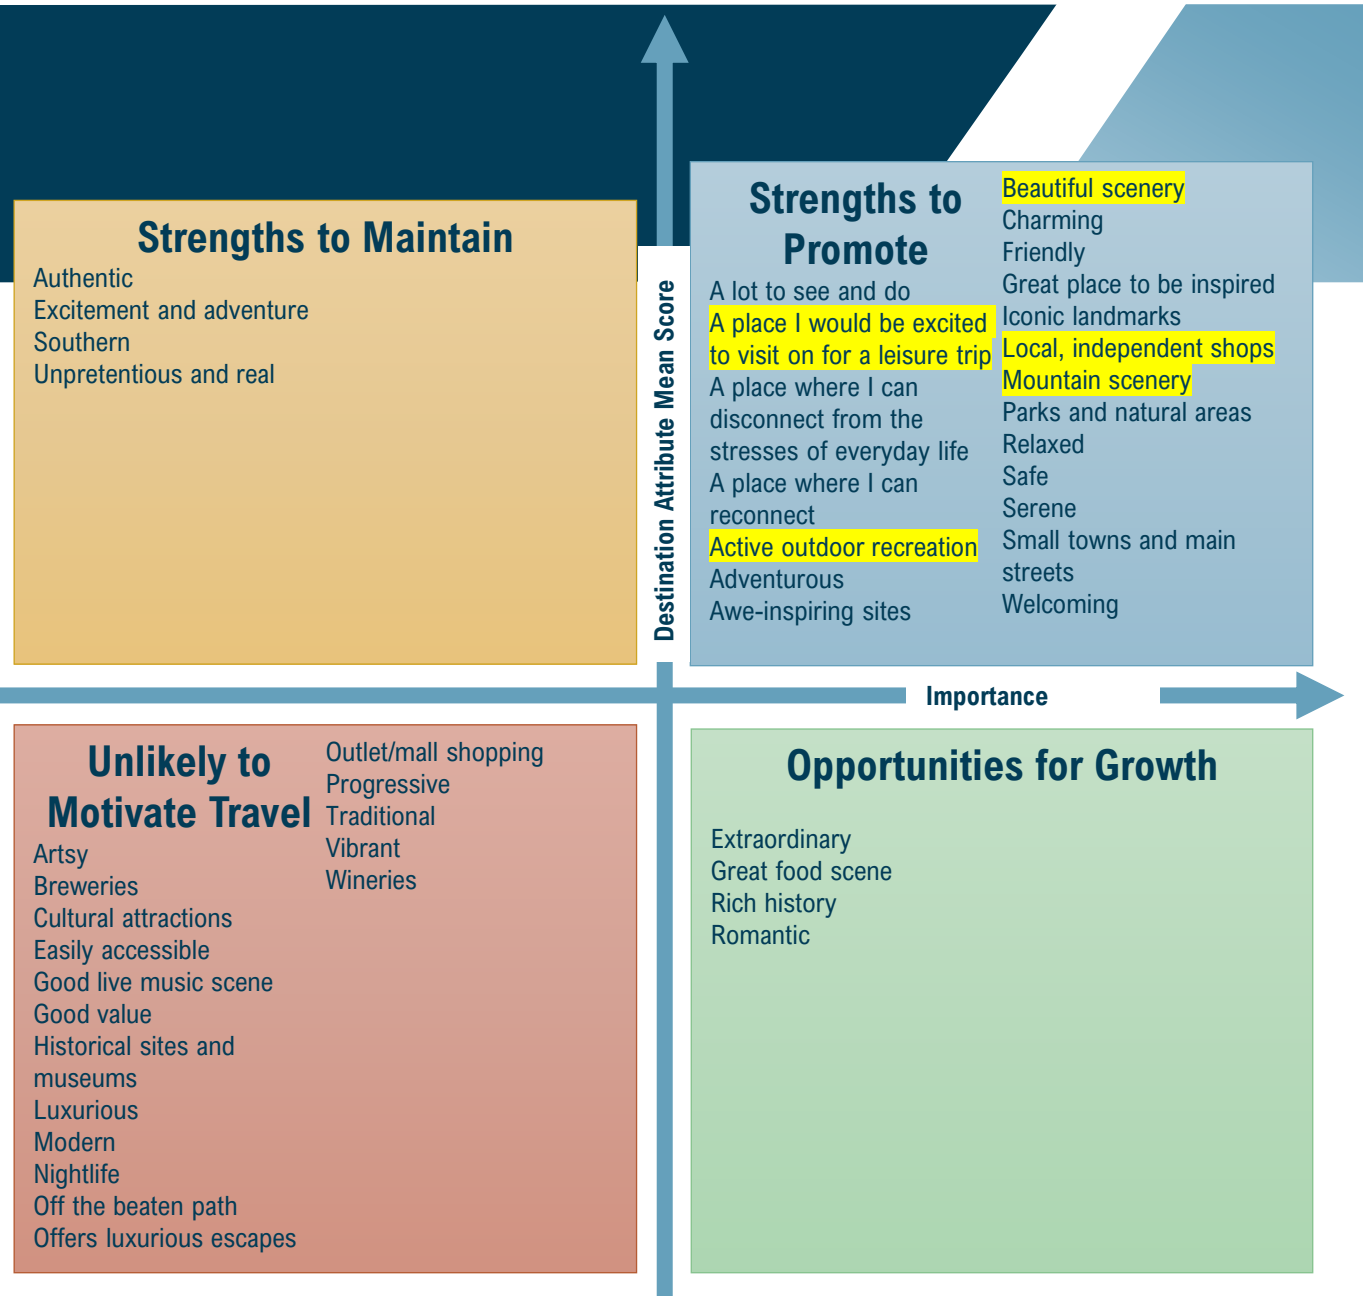 Strengths to Maintain
Authentic
Excitement and adventure
Southern
Unpretentious and real
Destination Attribute Mean Score
Strengths to
Promote
A lot to see and do
A place I would be excited
to visit on for a leisure trip
A place where I can
disconnect from the
stresses of everyday life
A place where I can
reconnect
Active outdoor recreation
Adventurous
Awe-inspiring sites
Beautiful scenery
Charming
Friendly
Great place to be inspired
Iconic landmarks
Local, independent shops
Mountain scenery
Parks and natural areas
Relaxed
Safe
Serene
Small towns and main
streets
Welcoming
Importance
Unlikely to
Motivate Travel
Artsy
Breweries
Cultural attractions
Easily accessible
Good live music scene
Good value
Historical sites and
museums
Luxurious
Modern
Nightlife
Off the beaten path
Offers luxurious escapes
Outlet/mall shopping
Progressive
Traditional
Vibrant
Wineries
Opportunities for Growth
Extraordinary
Great food scene
Rich history
Romantic